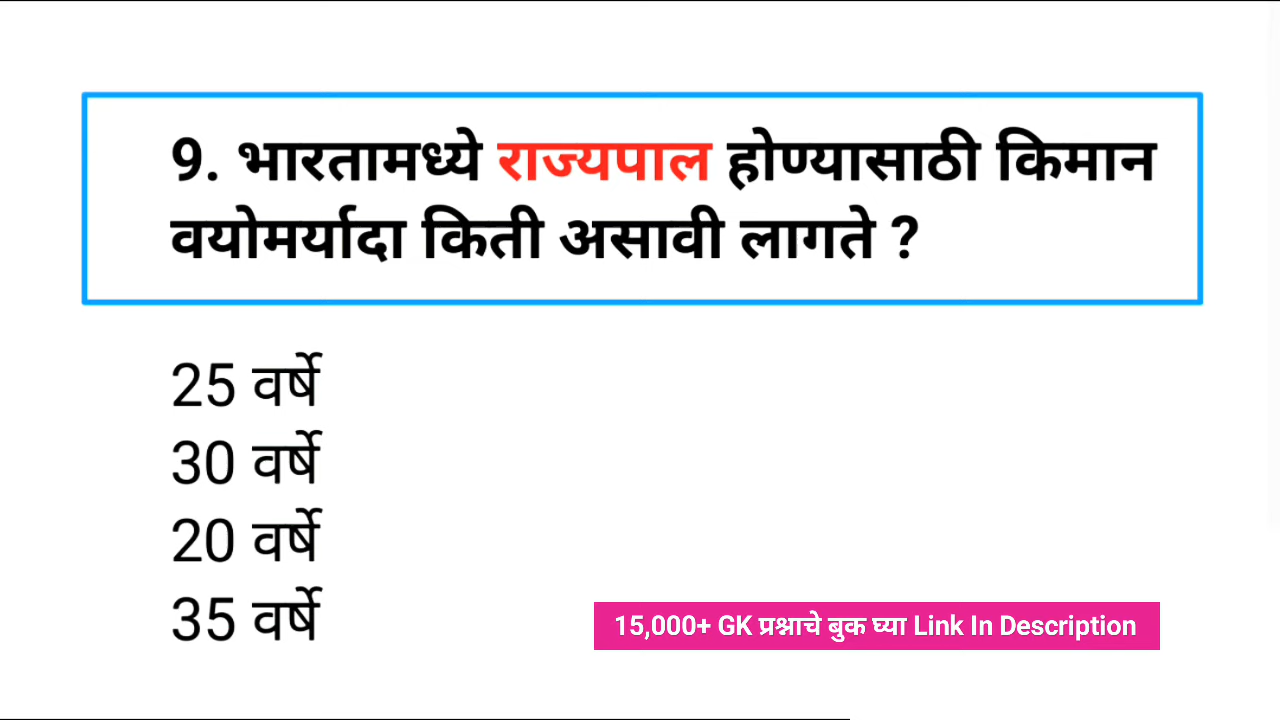 9. भारतामध्ये राज्यपाल होण्यासाठी किमान
वयोमर्यादा किती असावी लागते ?
25 वर्षे
30 वर्षे
20 वर्षे
35 वर्षे
15,000+ GK प्रश्नाचे बुक घ्या Link In Description